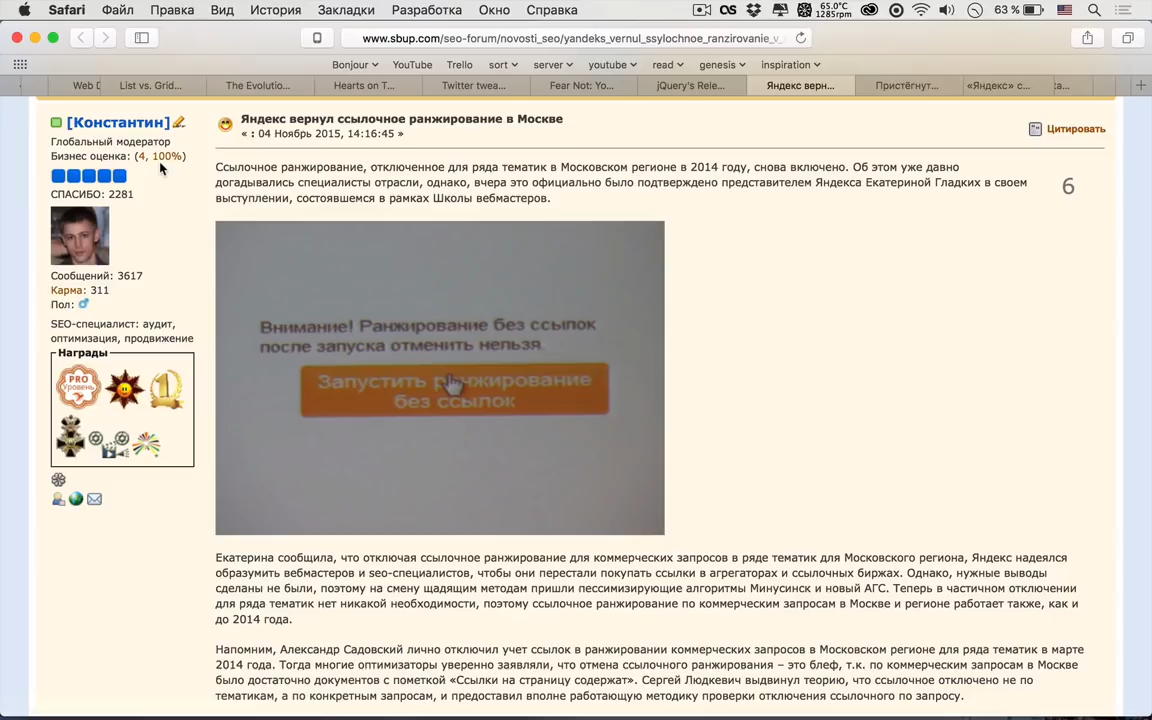 Safari Файл Правка Вид История Закладки Разработка Окно Справка 65.0°C 1285rpm 63 %
www.sbup.com/seo-forum/novosti_seo/yandeks_vernul_ssylochnoe_ranzirovanie_v_
Bonjour YouTube Trello sort server youtube read genesis inspiration
Web D List vs. Grid... The Evolutio... Hearts on T... Twitter twea... Fear Not: Yo... jQuery's Rele... Яндекс верн... Пристёгнут... «Яндекс» с...
[Константин]
Глобальный модератор
Бизнес оценка: (4, 100%)
СПАСИБО: 2281
Сообщений: 3617
Карма: 311
Пол:
SEO-специалист: аудит,
оптимизация, продвижение
Награды
PRO
Уровень
1
Яндекс вернул ссылочное ранжирование в Москве
« : 04 Ноябрь 2015, 14:16:45 »
Цитировать
Ссылочное ранжирование, отключенное для ряда тематик в Московском регионе в 2014 году, снова включено. Об этом уже давно
догадывались специалисты отрасли, однако, вчера это официально было подтверждено представителем Яндекса Екатериной Гладких в своем
выступлении, состоявшемся в рамках Школы вебмастеров.
6
Внимание! Ранжирование без ссылок
после запуска отменить нельзя
Запустить ранжирование
без ссылок
Екатерина сообщила, что отключая ссылочное ранжирование для коммерческих запросов в ряде тематик для Московского региона, Яндекс надеялся
образумить вебмастеров и seo-специалистов, чтобы они перестали покупать ссылки в агрегаторах и ссылочных биржах. Однако, нужные выводы
сделаны не были, поэтому на смену щадящим методам пришли пессимизирующие алгоритмы Минусинск и новый АГС. Теперь в частичном отключении
для ряда тематик нет никакой необходимости, поэтому ссылочное ранжирование по коммерческим запросам в Москве и регионе работает также, как и
до 2014 года.
Напомним, Александр Садовский лично отключил учет ссылок в ранжировании коммерческих запросов в Московском регионе для ряда тематик в марте
2014 года. Тогда многие оптимизаторы уверенно заявляли, что отмена ссылочного ранжирования – это блеф, т.к. по коммерческим запросам в Москве
было достаточно документов с пометкой «Ссылки на страницу содержат». Сергей Людкевич выдвинул теорию, что ссылочное отключено не по
тематикам, а по конкретным запросам, и предоставил вполне работающую методику проверки отключения ссылочного по запросу.